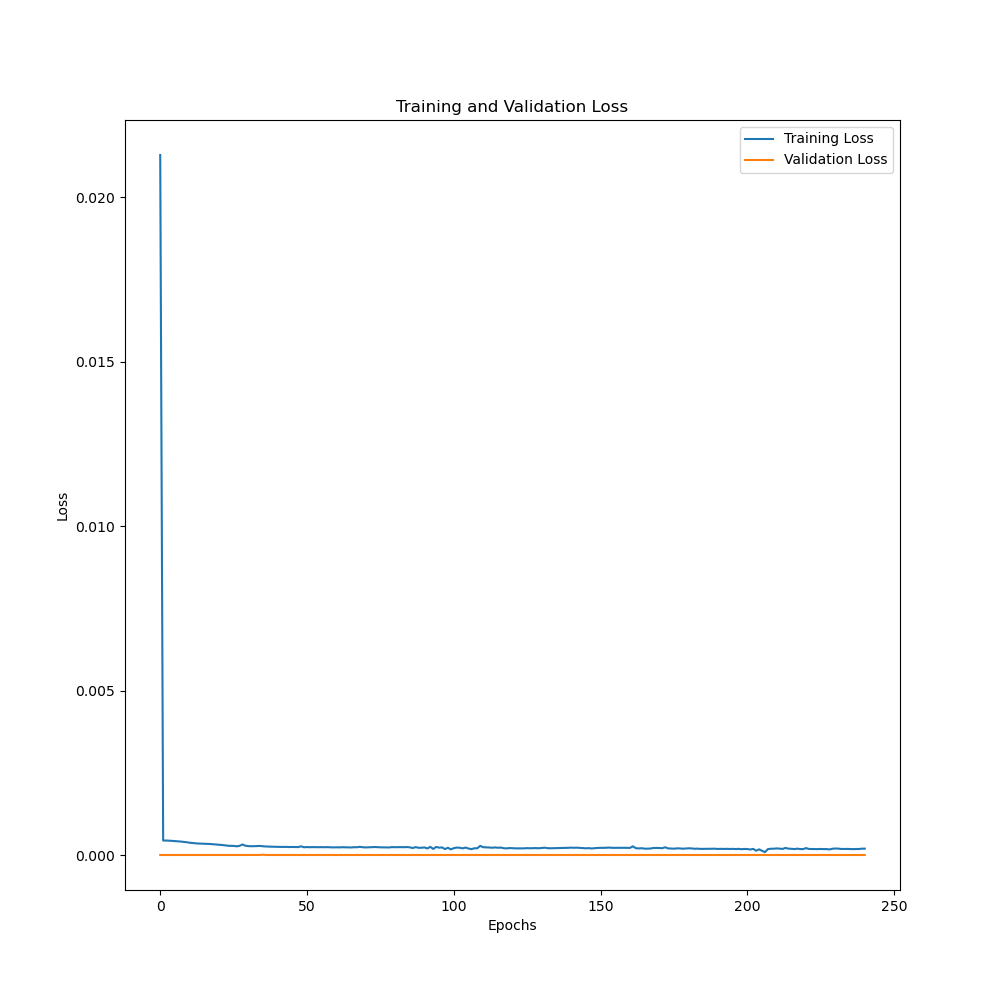 Training and Validation Loss
Training Loss
Validation Loss
0.020
0.015
0.010
0.005
0.000
Loss
0 50 100 150 200 250
Epochs